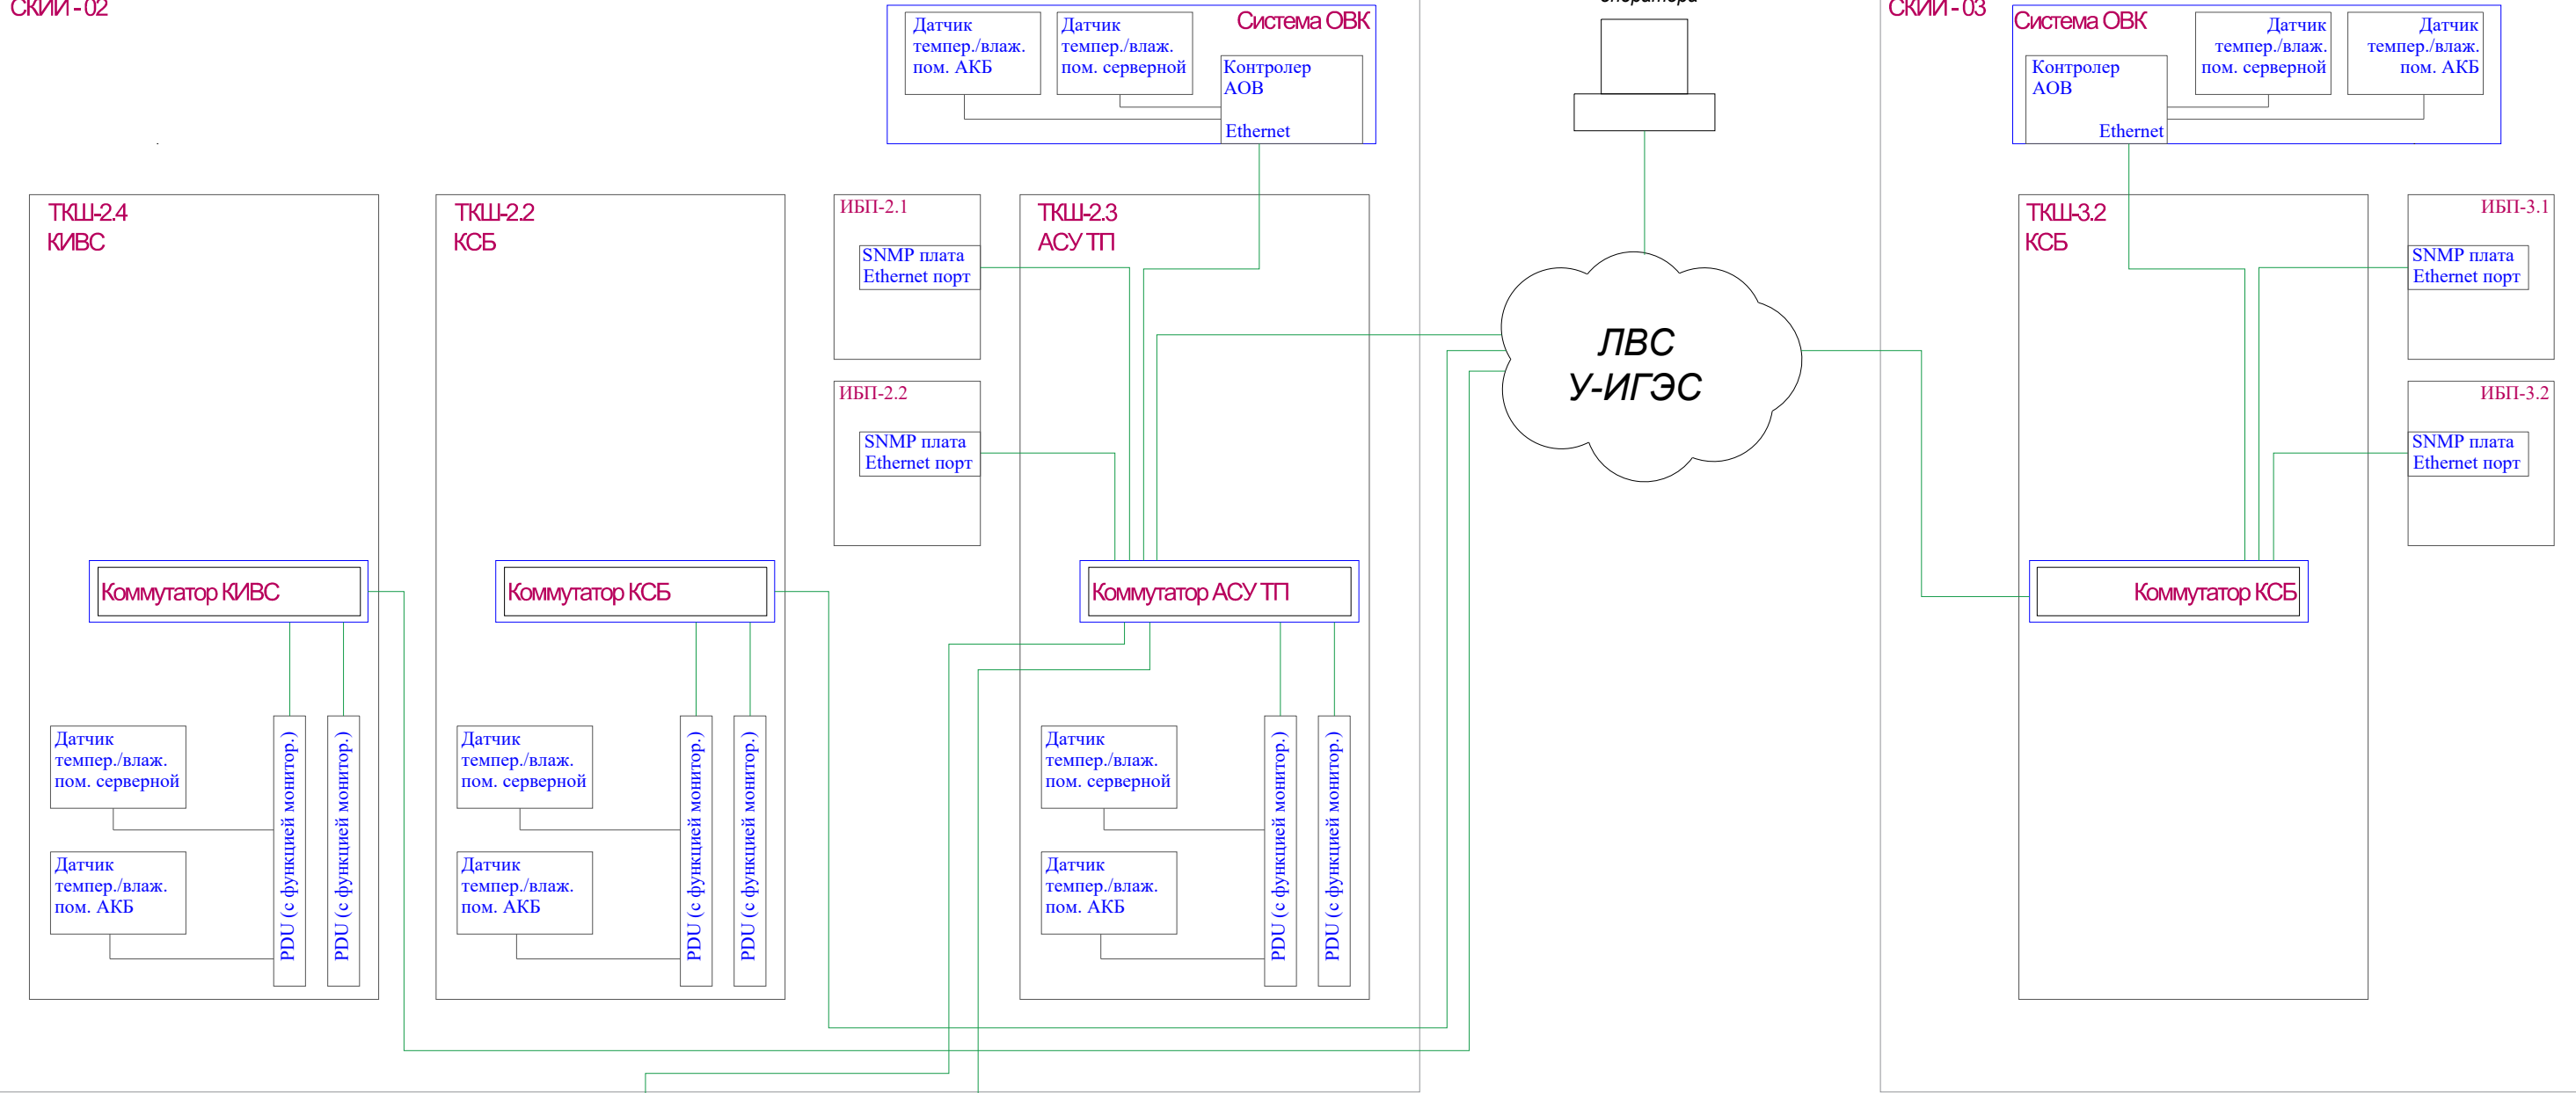 СКИИ - 02
Датчик
темпер./влаж.
пом. АКБ
Датчик
темпер./влаж.
пом. серверной
Система ОВК
Контролер
АОВ
Ethernet
оператора
СКИИ - 03
Система ОВК
Контролер
АОВ
Ethernet
Датчик
темпер./влаж.
пом. серверной
Датчик
темпер./влаж.
пом. АКБ
ТКШ-2.4
КИВС
ТКШ-2.2
КСБ
ИБП-2.1
SNMP плата
Ethernet порт
ИБП-2.2
SNMP плата
Ethernet порт
ТКШ-2.3
АСУ ТП
ЛВС
У-ИГЭС
ТКШ-3.2
КСБ
ИБП-3.1
SNMP плата
Ethernet порт
ИБП-3.2
SNMP плата
Ethernet порт
Коммутатор КИВС
Коммутатор КСБ
Коммутатор АСУ ТП
Коммутатор КСБ
Датчик
темпер./влаж.
пом. серверной
Датчик
темпер./влаж.
пом. АКБ
PDU (с функцией монитор.)
PDU (с функцией монитор.)
Датчик
темпер./влаж.
пом. серверной
Датчик
темпер./влаж.
пом. АКБ
PDU (с функцией монитор.)
PDU (с функцией монитор.)
Датчик
темпер./влаж.
пом. серверной
Датчик
темпер./влаж.
пом. АКБ
PDU (с функцией монитор.)
PDU (с функцией монитор.)